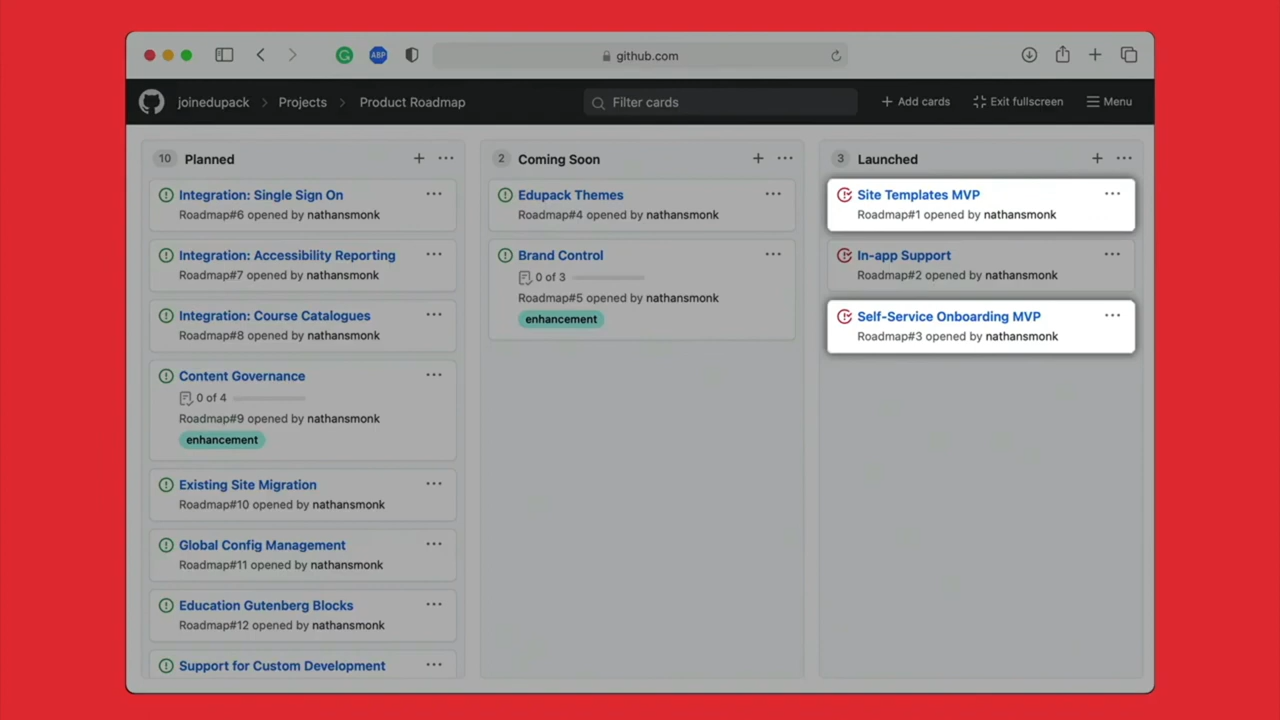 ABP
github.com
joinedupack > Projects > Product Roadmap
Filter cards
+ Add cards
Exit fullscreen
Menu
10 Planned
Integration: Single Sign On
Roadmap#6 opened by nathansmonk
Integration: Accessibility Reporting
Roadmap#7 opened by nathansmonk
Integration: Course Catalogues
Roadmap#8 opened by nathansmonk
Content Governance
0 of 4
Roadmap#9 opened by nathansmonk
enhancement
Existing Site Migration
Roadmap#10 opened by nathansmonk
Global Config Management
Roadmap#11 opened by nathansmonk
Education Gutenberg Blocks
Roadmap#12 opened by nathansmonk
Support for Custom Development
2 Coming Soon
Edupack Themes
Roadmap#4 opened by nathansmonk
Brand Control
0 of 3
Roadmap#5 opened by nathansmonk
enhancement
3 Launched
Site Templates MVP
Roadmap#1 opened by nathansmonk
In-app Support
Roadmap#2 opened by nathansmonk
Self-Service Onboarding MVP
Roadmap#3 opened by nathansmonk